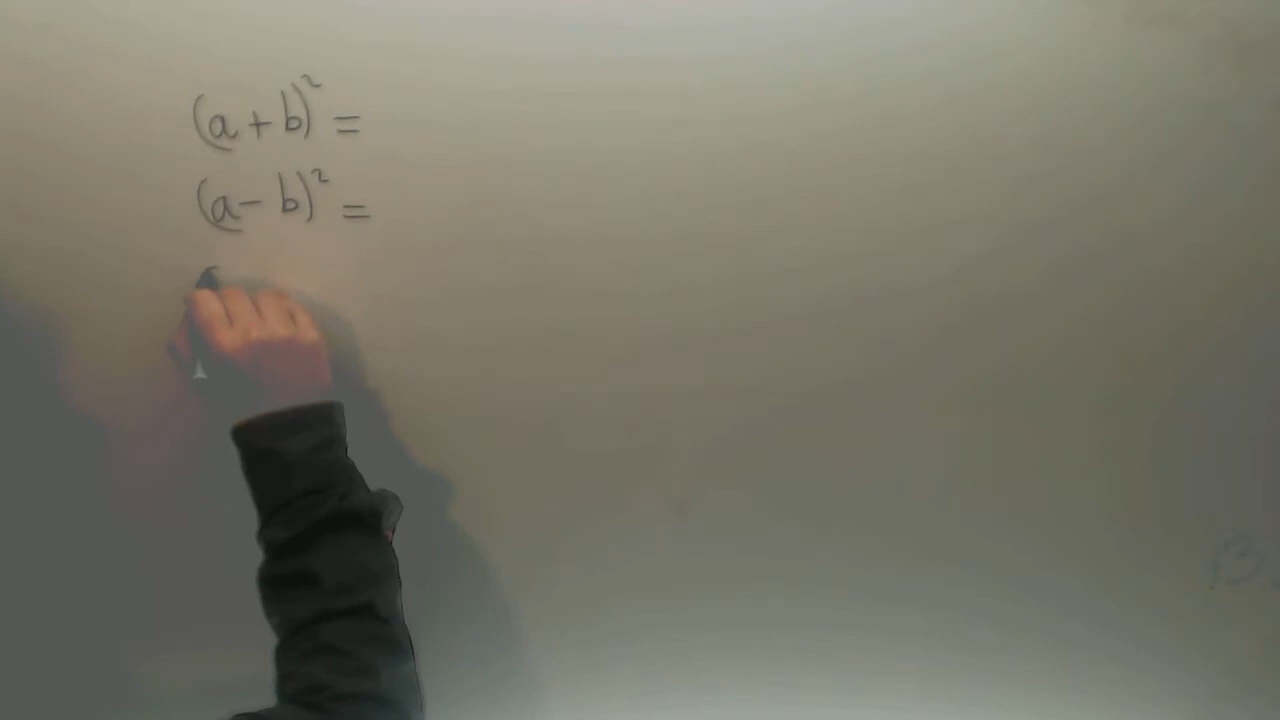 (a + b)² =
(a - b)² =